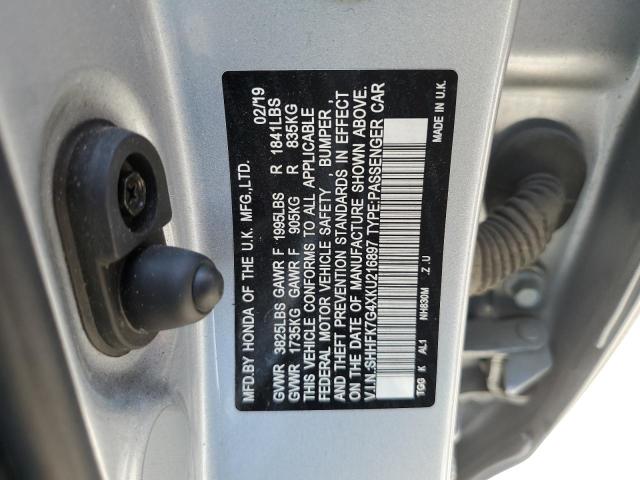 MFD.BY HONDA OF THE U.K. MFG.,LTD. 02/19
GVWR 3825LBS GAWR F 1995LBS R 1841LBS
GVWR 1735KG GAWR F 905KG R 835KG
THIS VEHICLE CONFORMS TO ALL APPLICABLE
FEDERAL MOTOR VEHICLE SAFETY , BUMPER ,
AND THEFT PREVENTION STANDARDS IN EFFECT
ON THE DATE OF MANUFACTURE SHOWN ABOVE.
V.I.N.:SHHFK7G4XKU216897 TYPE:PASSENGER CAR
TGG K AL1 NH830M .Z .U MADE IN U.K.